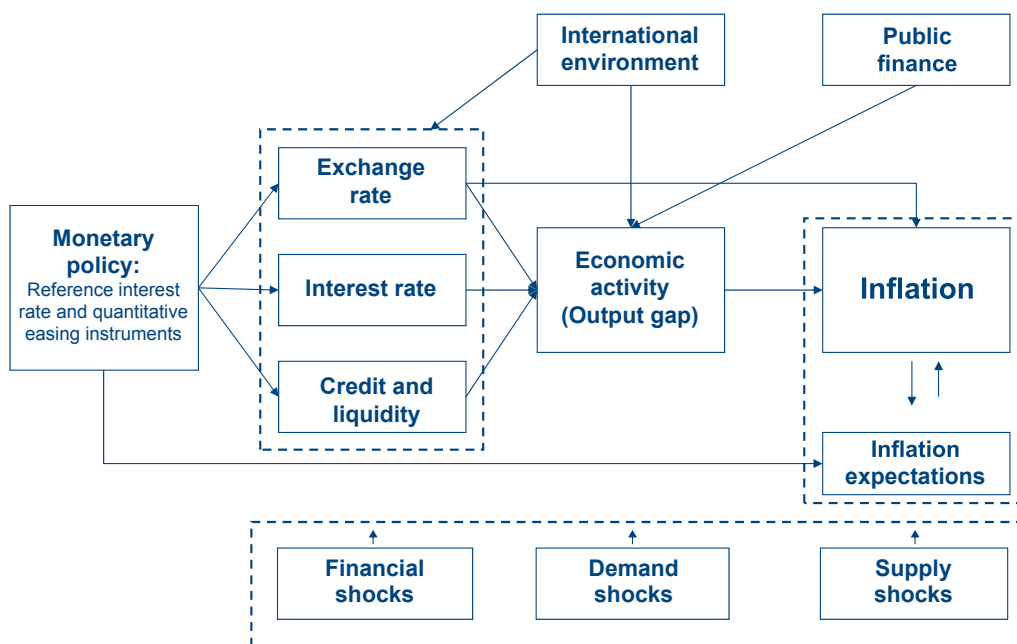 International
environment
Public
finance
Exchange
rate
Monetary
policy:
Reference interest
rate and quantitative
easing instruments
Interest rate
Economic
activity
(Output gap)
Inflation
Credit and
liquidity
Inflation
expectations
Financial
shocks
Demand
shocks
Supply
shocks